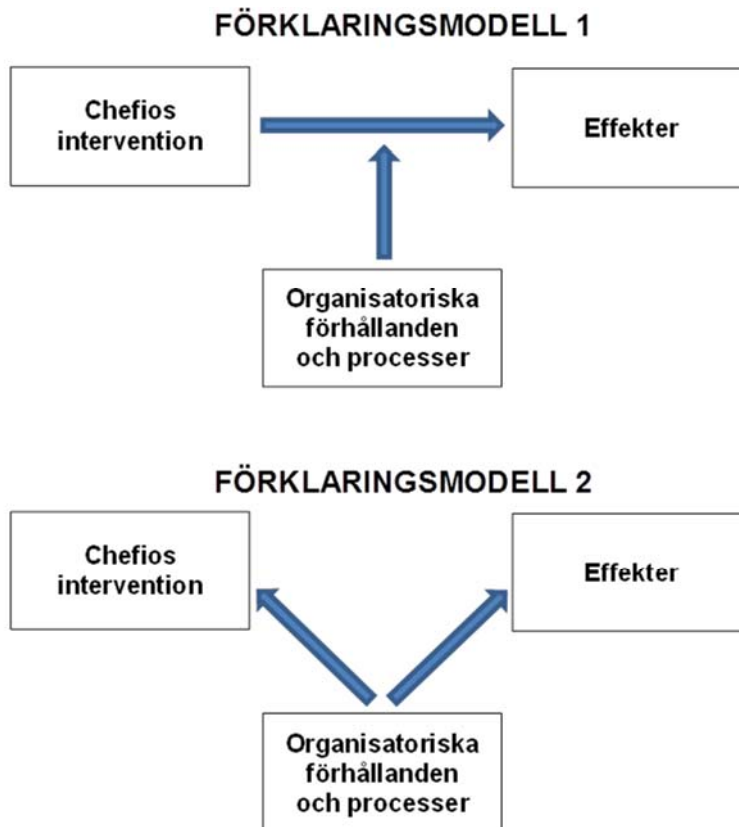 FÖRKLARINGSMODELL 1
Chefios
intervention
Effekter
Organisatoriska
förhållanden
och processer
FÖRKLARINGSMODELL 2
Chefios
intervention
Effekter
Organisatoriska
förhållanden
och processer